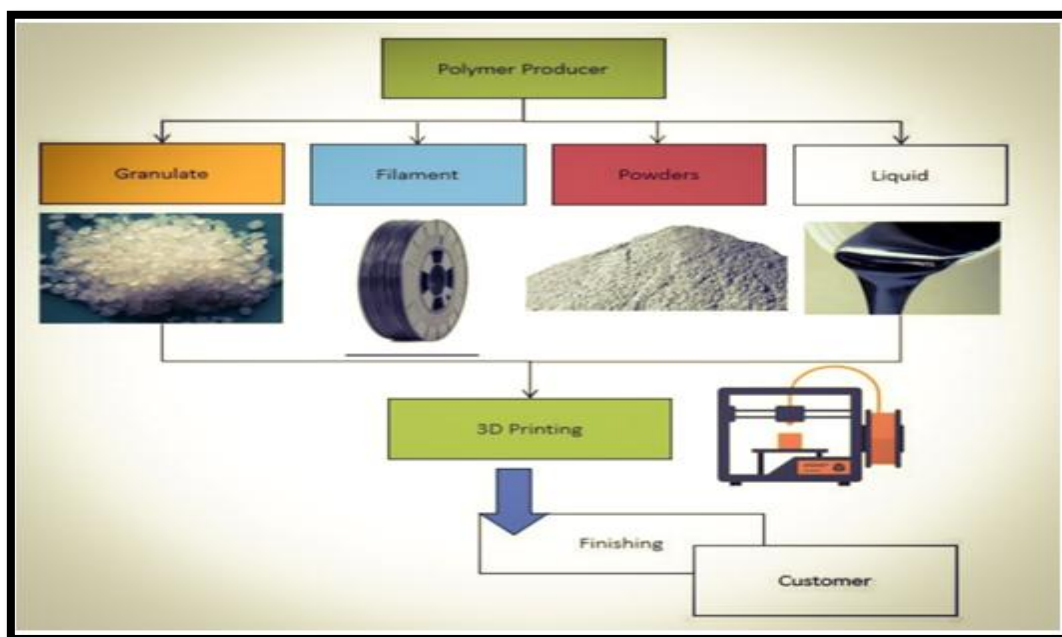 Polymer Producer
Granulate
Filament
Powders
Liquid
3D Printing
Finishing
Customer